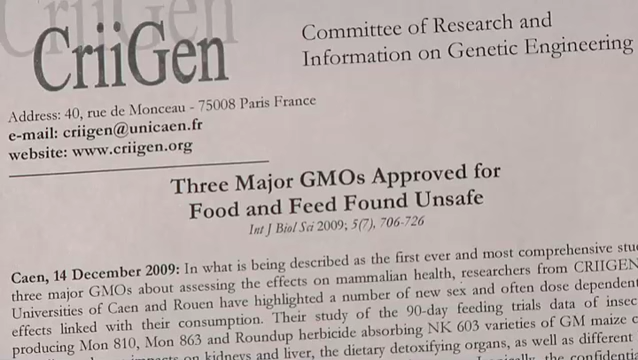 CriiGen
Committee of Research and
Information on Genetic Engineering
Address: 40, rue de Monceau - 75008 Paris France
e-mail: criigen@unicaen.fr
website: www.criigen.org
Three Major GMOs Approved for
Food and Feed Found Unsafe
Int J Biol Sci 2009; 5(7), 706-726
Caen, 14 December 2009: In what is being described as the first ever and most comprehensive
three major GMOs about assessing the effects on mammalian health, researchers from CRIIGEN
Universities of Caen and Rouen have highlighted a number of new sex and often dose dependent
effects linked with their consumption. Their study of the 90-day feeding trials data of
producing Mon 810, Mon 863 and Roundup herbicide absorbing NK 603 varieties of GM maize
on kidneys and liver, the dietary detoxifying organs, as well as different
the